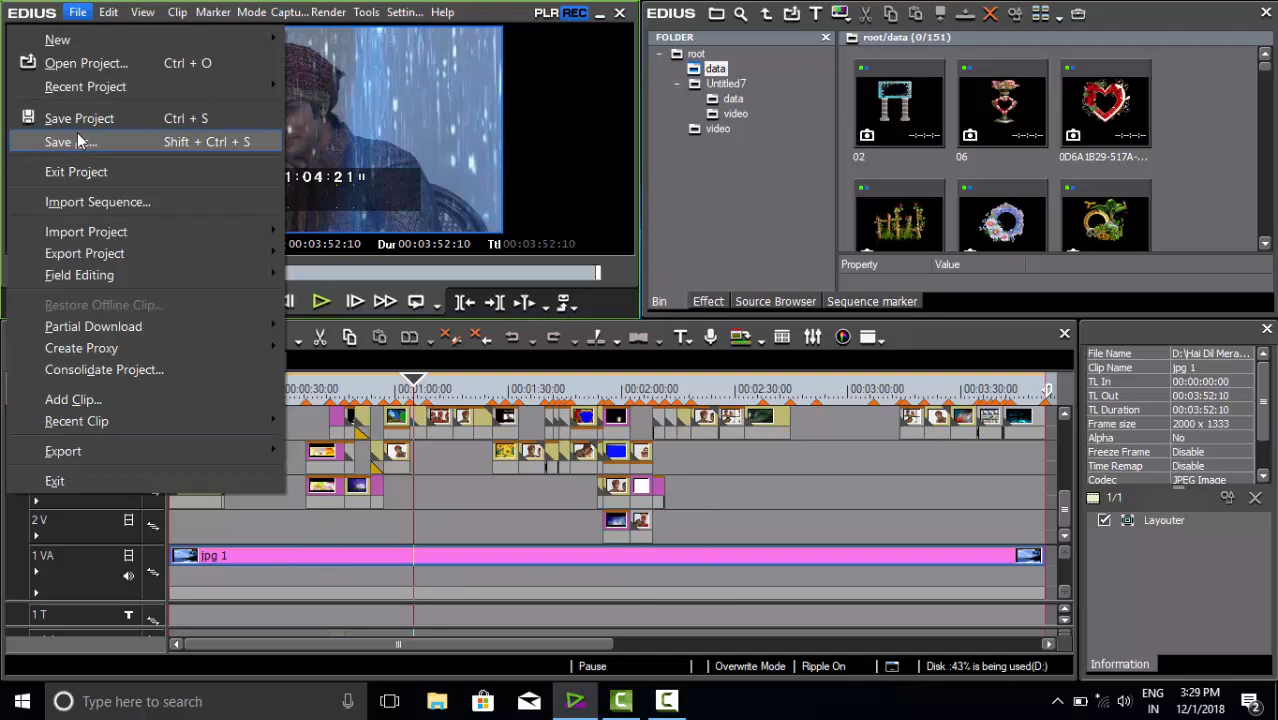 EDIUS File Edit View Clip Marker Mode Captu... Render Tools Settin... Help PLR REC
New
Open Project... Ctrl + O
Recent Project
Save Project Ctrl + S
Save ... Shift + Ctrl + S
Exit Project
Import Sequence...
Import Project
Export Project
Field Editing
Restore Offline Clip...
Partial Download
Create Proxy
Consolidate Project...
Add Clip...
Recent Clip
Export
Exit
1:04:21
00:03:52:10 Dur 00:03:52:10 Ttl 00:03:52:10
EDIUS
FOLDER
root
data
Untitled7
data
video
video
root/data (0/151)
02 06 0D6A1B29-517A-...
Property Value
Bin Effect Source Browser Sequence marker
00:00:30:00 00:01:00:00 00:01:30:00 00:02:00:00 00:02:30:00 00:03:00:00 00:03:30:00
2 V
1 VA jpg 1
1 T T
File Name D:\Hai Dil Mera...
Clip Name jpg 1
TL In 00:00:00:00
TL Out 00:03:52:10
TL Duration 00:03:52:10
Frame size 2000 x 1333
Alpha No
Freeze Frame Disable
Time Remap Disable
Codec JPEG Image
1/1
Layouter
Information
Pause Overwrite Mode Ripple On Disk :43% is being used(D:)
Type here to search
ENG
IN
3:29 PM
12/1/2018
2